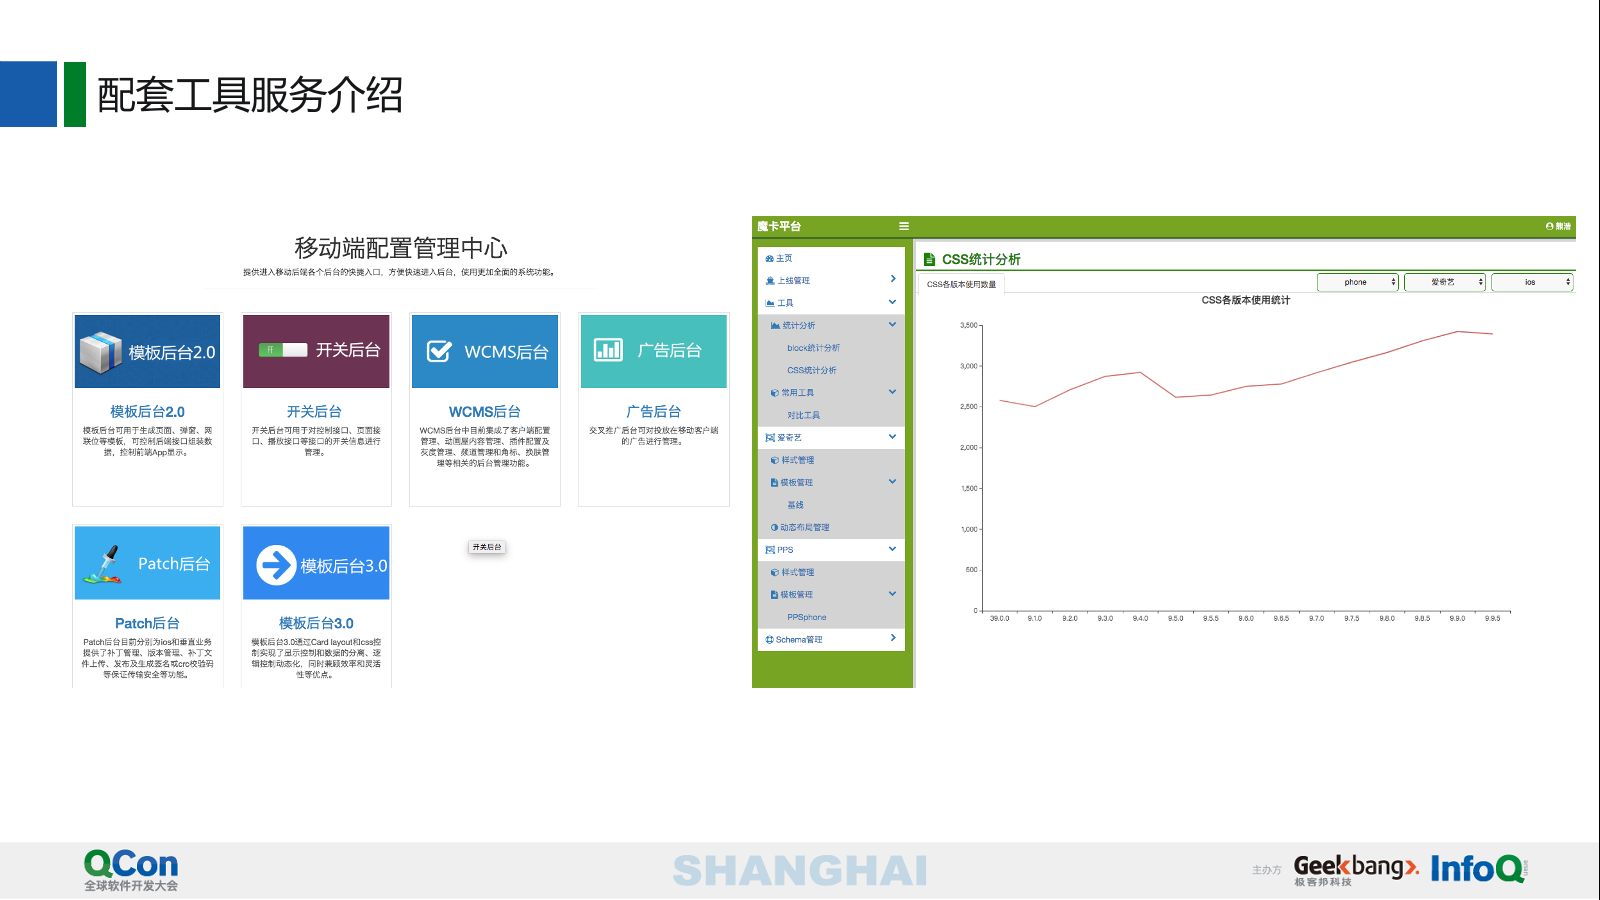 配套工具服务介绍
移动端配置管理中心
提供进入移动后端各个后台的快捷入口，方便快速进入后台，使用更加全面的系统功能。
模板后台2.0
开
开关后台
WCMS后台
广告后台
模板后台2.0
模板后台可用于生成页面、弹窗、网
联位等模板，可控制后端接口组装数
据，控制前端App显示。
开关后台
开关后台可用于对控制接口、页面接
口、播放接口等接口的开关信息进行
管理。
WCMS后台
WCMS后台中目前集成了客户端配置
管理、动画屋内容管理、插件配置及
灰度管理、频道管理和角标、换肤管
理等相关的后台管理功能。
广告后台
交叉推广后台可对投放在移动客户端
的广告进行管理。
Patch后台
模板后台3.0
开关后台
Patch后台
Patch后台目前分别为ios和垂直业务
提供了补丁管理、版本管理、补丁文
件上传、发布及生成签名或crc校验码
等保证传输安全等功能。
模板后台3.0
模板后台3.0通过Card layout和css控
制实现了显示控制和数据的分离、逻
辑控制动态化，同时兼顾效率和灵活
性等优点。
魔卡平台
主页
上线管理
工具
统计分析
block统计分析
CSS统计分析
常用工具
对比工具
爱奇艺
样式管理
模板管理
基线
动态布局管理
PPS
样式管理
模板管理
PPSphone
Schema管理
CSS统计分析
CSS各版本使用数量
phone
爱奇艺
ios
CSS各版本使用统计
3,500
3,000
2,500
2,000
1,500
1,000
500
0
39.0.0 9.1.0 9.2.0 9.3.0 9.4.0 9.5.0 9.5.5 9.6.0 9.6.5 9.7.0 9.7.5 9.8.0 9.8.5 9.9.0 9.9.5
QCon
全球软件开发大会
SHANGHAI
主办方
Geekbang
极客邦科技
InfoQ